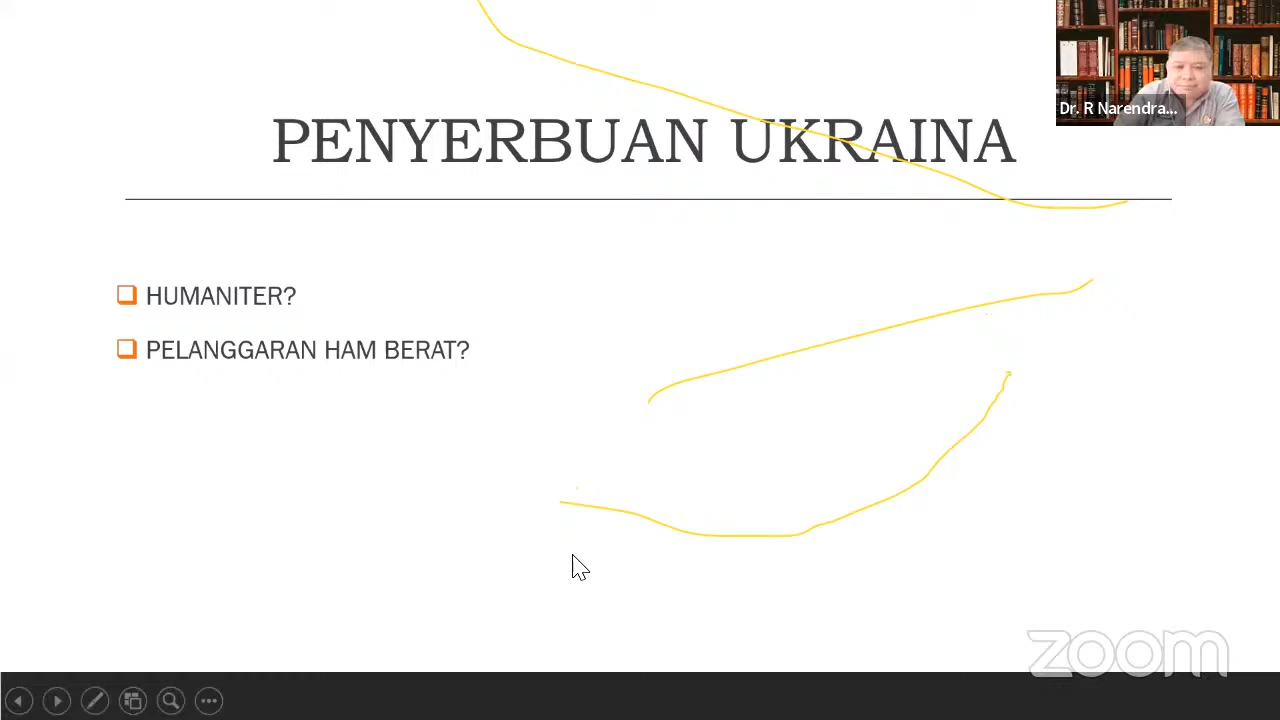 Dr. R Narendra...
PENYERBUAN UKRAINA
HUMANITER?
PELANGGARAN HAM BERAT?
zoom